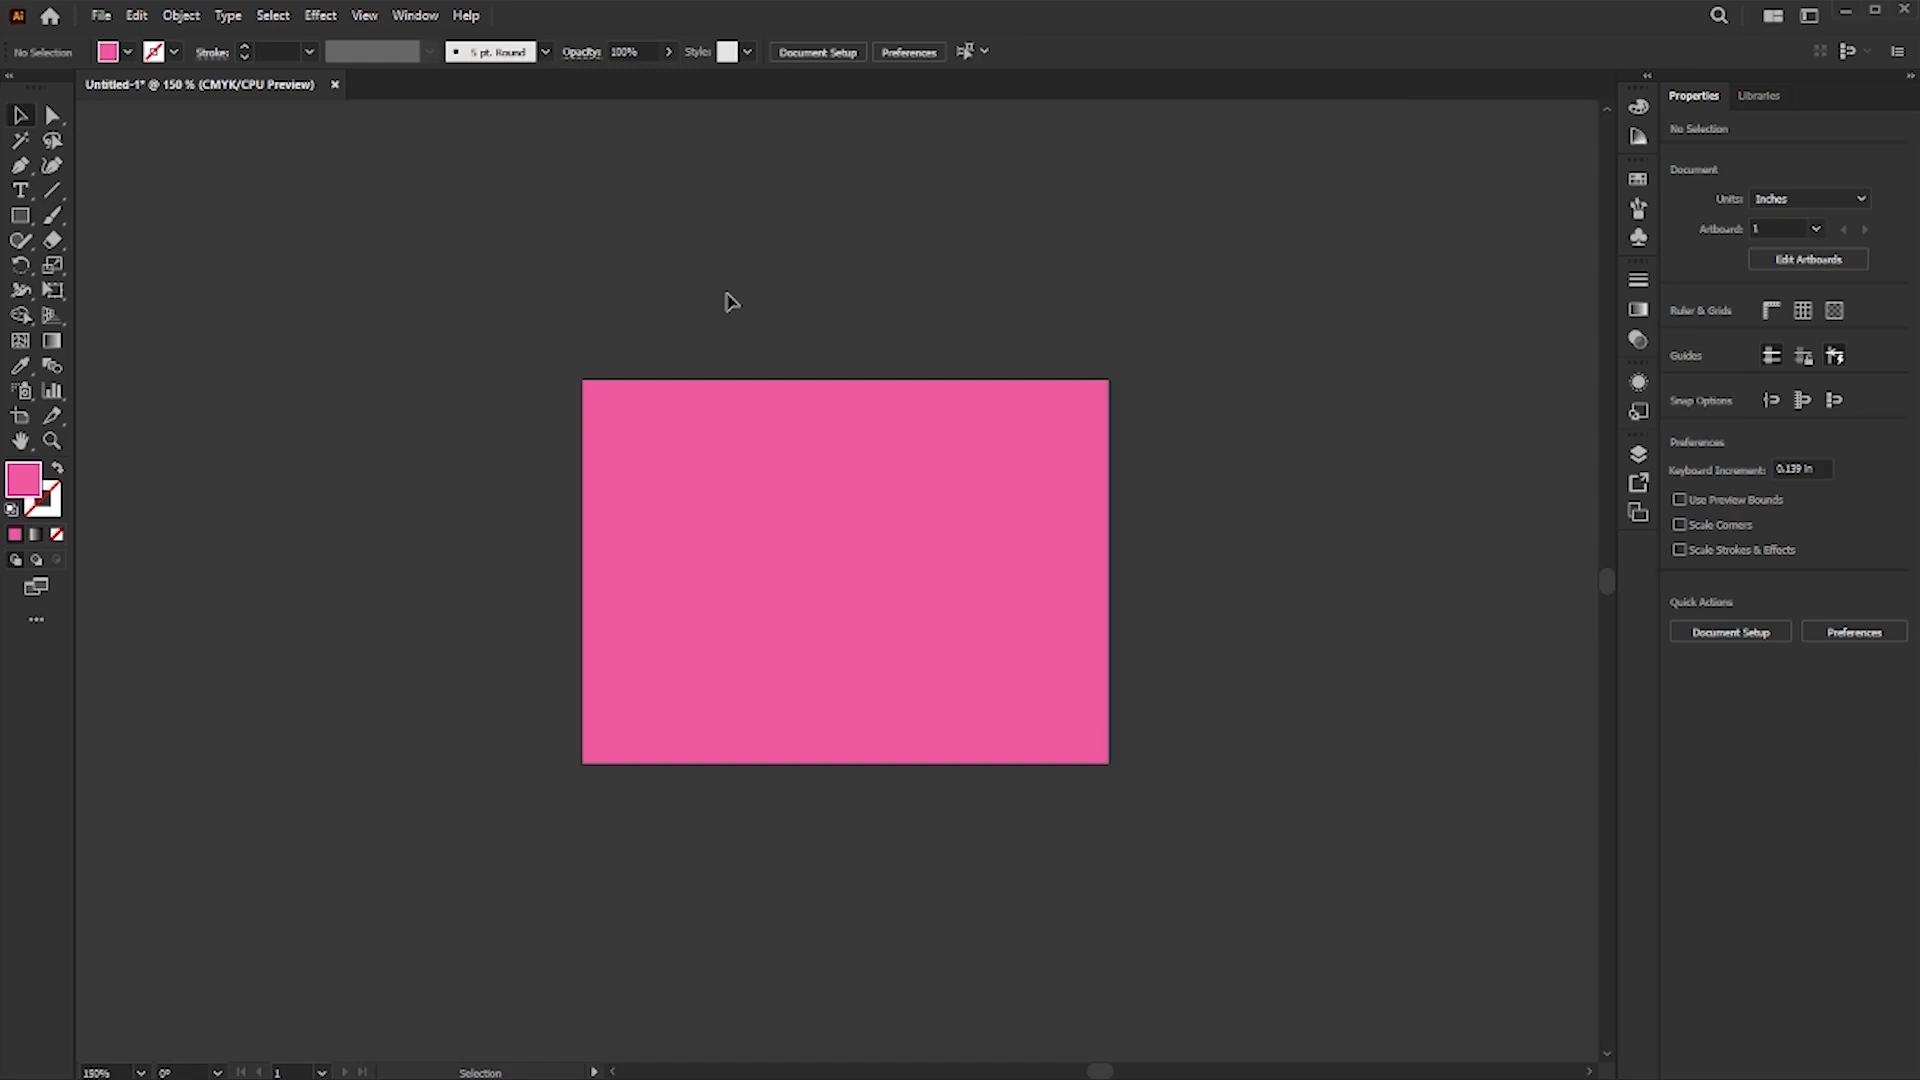 Ai
File Edit Object Type Select Effect View Window Help
No Selection Stroke: 5 pt. Round Opacity: 100% Style: Document Setup Preferences
Untitled-1* @ 150 % (CMYK/CPU Preview) ×
Properties Libraries
No Selection
Document
Units: Inches
Artboard: 1
Edit Artboards
Ruler & Grids
Guides
Snap Options
Preferences
Keyboard Increment: 0.139 in
Use Preview Bounds
Scale Corners
Scale Strokes & Effects
Quick Actions
Document Setup Preferences
150% 0° 1 Selection